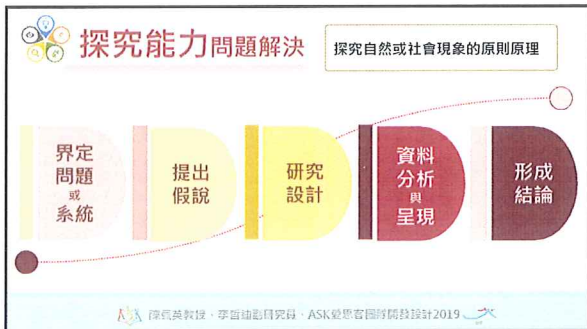 探究能力問題解決
探究自然或社會現象的原則原理
界定
問題
或
系統
提出
假說
研究
設計
資料
分析
與
呈現
形成
結論
ASK愛思客團隊開發設計2019